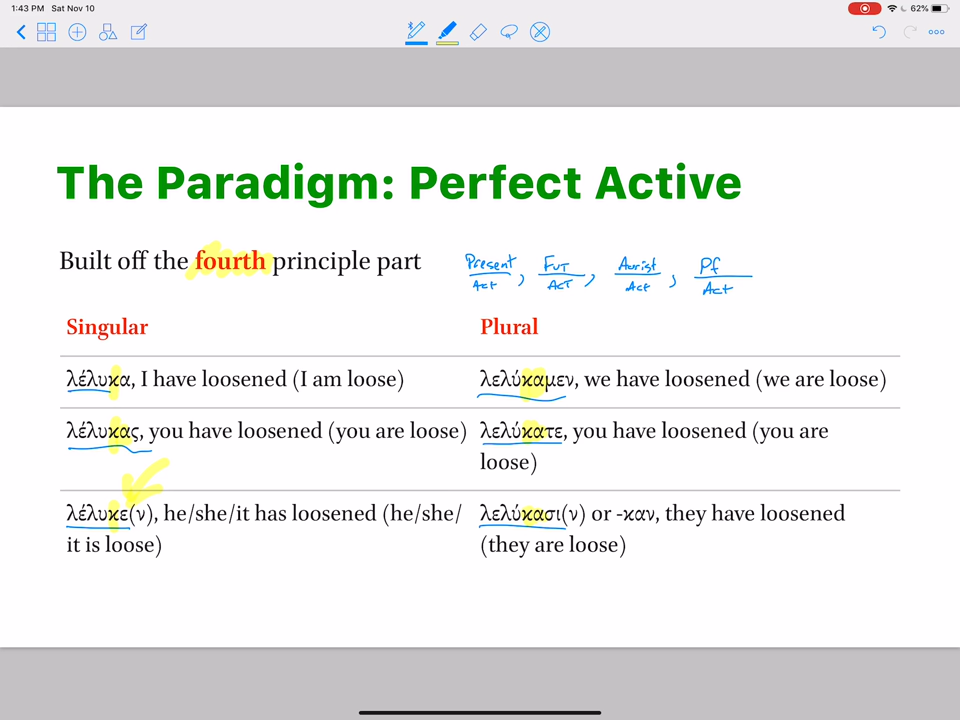 1:43 PM Sat Nov 10
62%
The Paradigm: Perfect Active
Built off the fourth principle part
Present , Fut , Aorist , Pf
Act Act Act Act
Singular Plural
λέλυκα, I have loosened (I am loose) λελύκαμεν, we have loosened (we are loose)
λέλυκας, you have loosened (you are loose) λελύκατε, you have loosened (you are
loose)
λέλυκε(ν), he/she/it has loosened (he/she/ λελύκασι(ν) or -καν, they have loosened
it is loose) (they are loose)